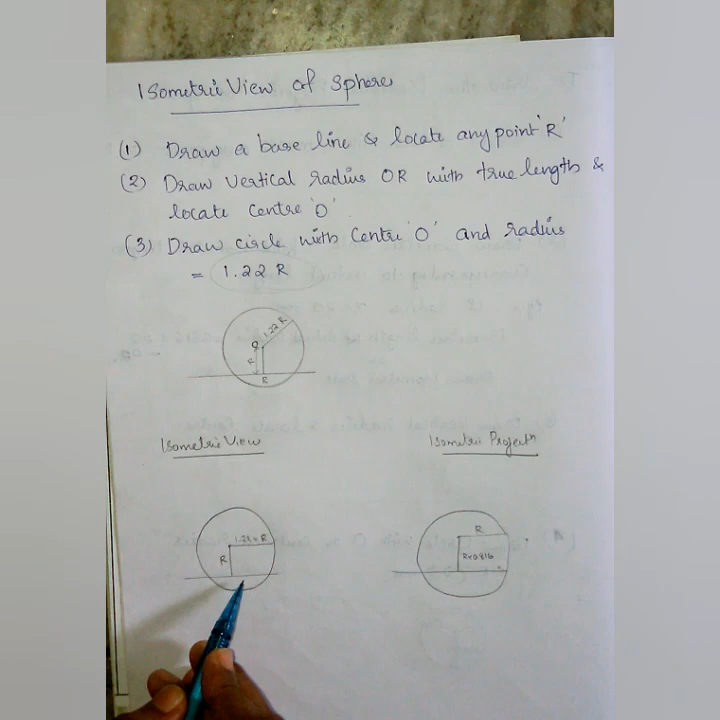 Isometric View of Sphere
(1) Draw a base line & locate any point 'R'
(2) Draw vertical radius OR with true length &
locate centre 'O'
(3) Draw circle with centre 'O' and radius
= 1.22 R
1.22 R
O
R
R
Isometric View
Isometric Projectn
1.22×R
R
R
R×0.816